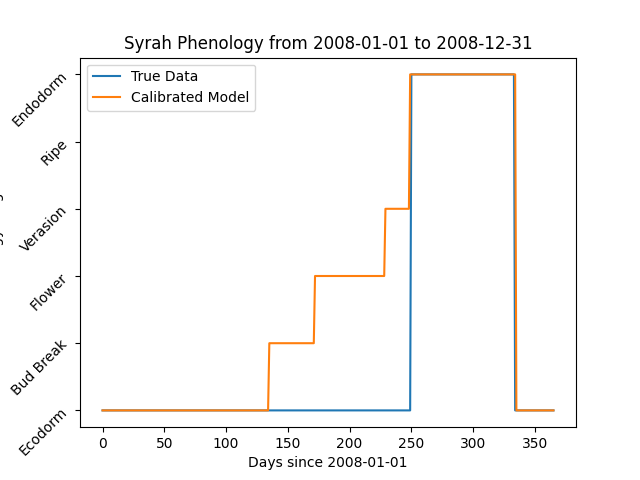 Syrah Phenology from 2008-01-01 to 2008-12-31
True Data
Calibrated Model
Endodorm
Ripe
Verasion
Flower
Bud Break
Ecodorm
0 50 100 150 200 250 300 350
Days since 2008-01-01